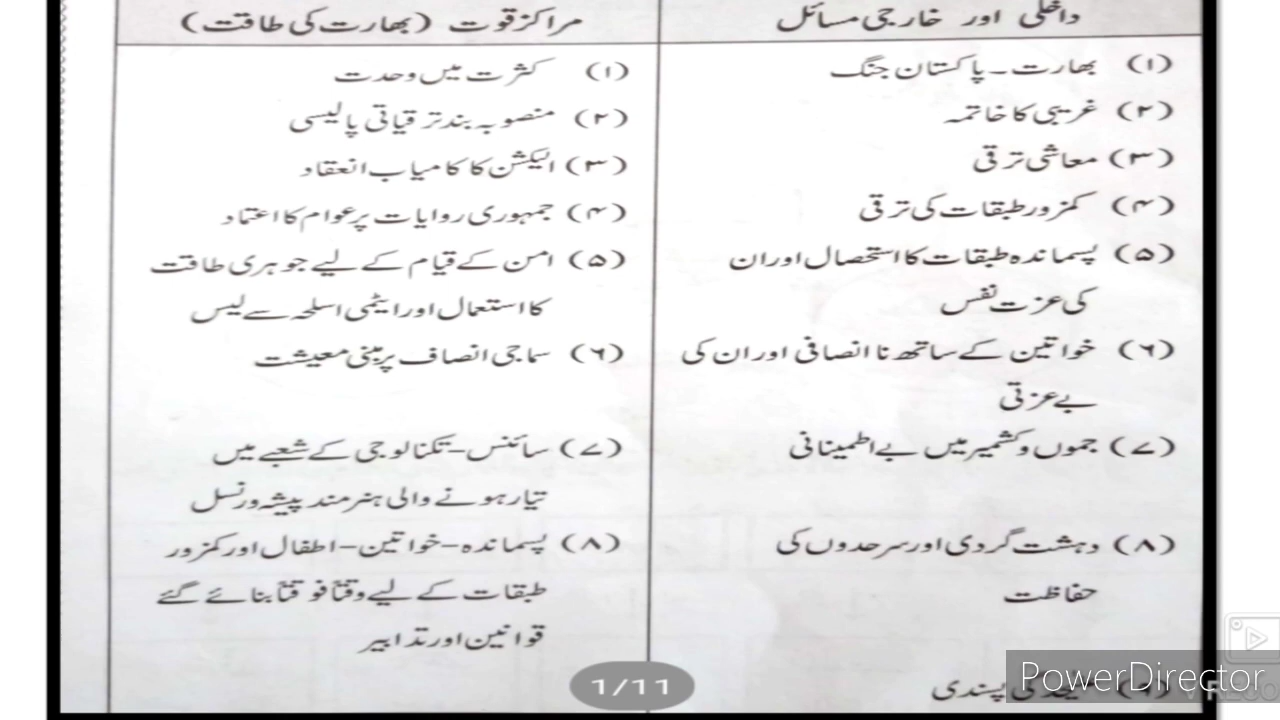 داخلی اور خارجی مسائل
(۱) بھارت - پاکستان جنگ
(۲) غریبی کا خاتمہ
(۳) معاشی ترقی
(۴) کمزور طبقات کی ترقی
(۵) پسماندہ طبقات کا استحصال اور ان
کی عزت نفس
(۶) خواتین کے ساتھ نا انصافی اور ان کی
بے عزتی
(۷) جموں و کشمیر میں بے اطمینانی
(۸) دہشت گردی اور سرحدوں کی
حفاظت
پسندی
مراکز قوت (بھارت کی طاقت)
(۱) کثرت میں وحدت
(۲) منصوبہ بند ترقیاتی پالیسی
(۳) الیکشن کا کامیاب انعقاد
(۴) جمہوری روایات پر عوام کا اعتماد
(۵) امن کے قیام کے لیے جوہری طاقت
کا استعمال اور ایٹمی اسلحہ سے لیس
(۶) سماجی انصاف پر مبنی معیشت
(۷) سائنس - تکنالوجی کے شعبے میں
تیار ہونے والی ہنرمند پیشہ ور نسل
(۸) پسماندہ - خواتین - اطفال اور کمزور
طبقات کے لیے وقتاً فوقتاً بنائے گئے
قوانین اور تدابیر
1/11
PowerDirector